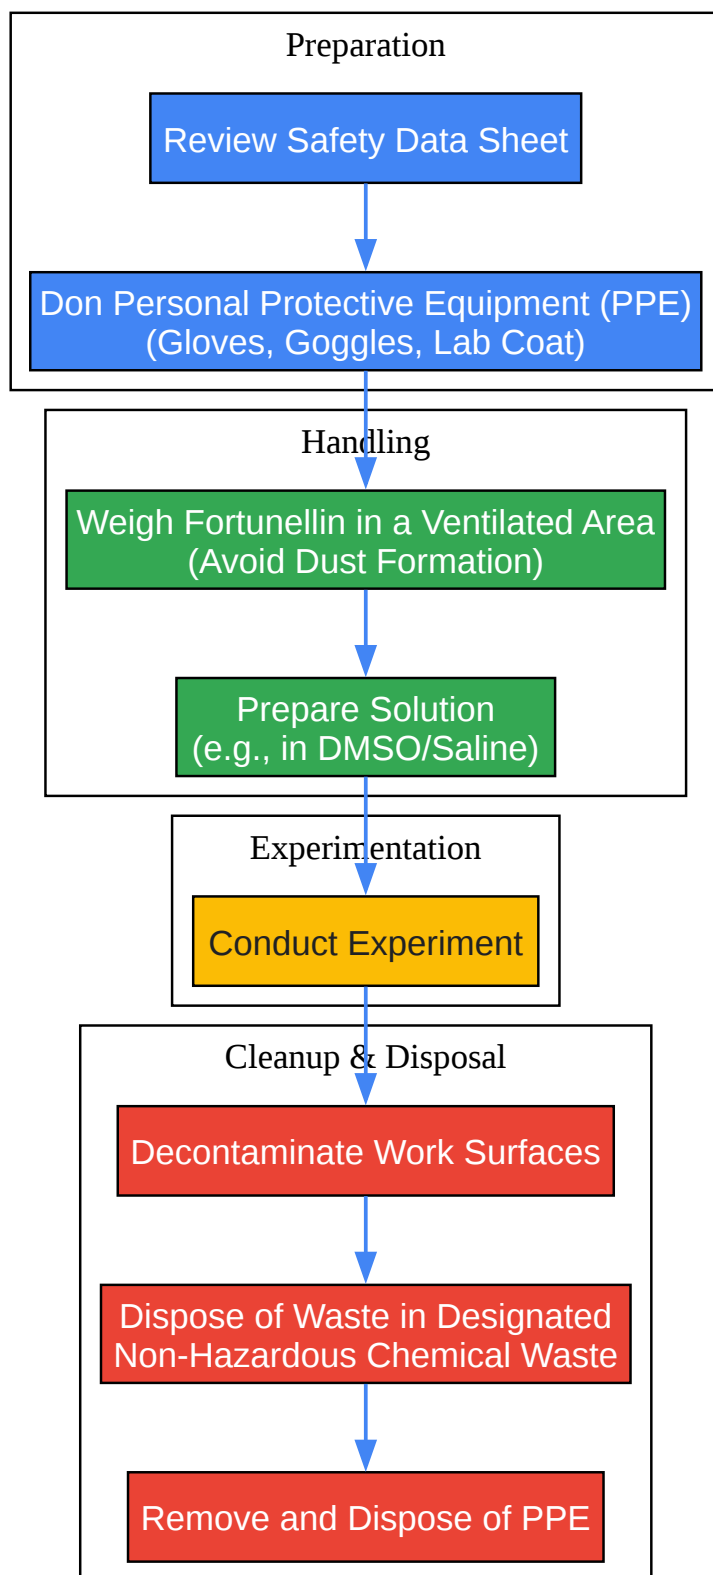 Preparation
Review Safety Data Sheet
Don Personal Protective Equipment (PPE)
(Gloves, Goggles, Lab Coat)
Handling
Weigh Fortunellin in a Ventilated Area
(Avoid Dust Formation)
Prepare Solution
(e.g., in DMSO/Saline)
Experimentation
Conduct Experiment
Cleanup & Disposal
Decontaminate Work Surfaces
Dispose of Waste in Designated
Non-Hazardous Chemical Waste
Remove and Dispose of PPE